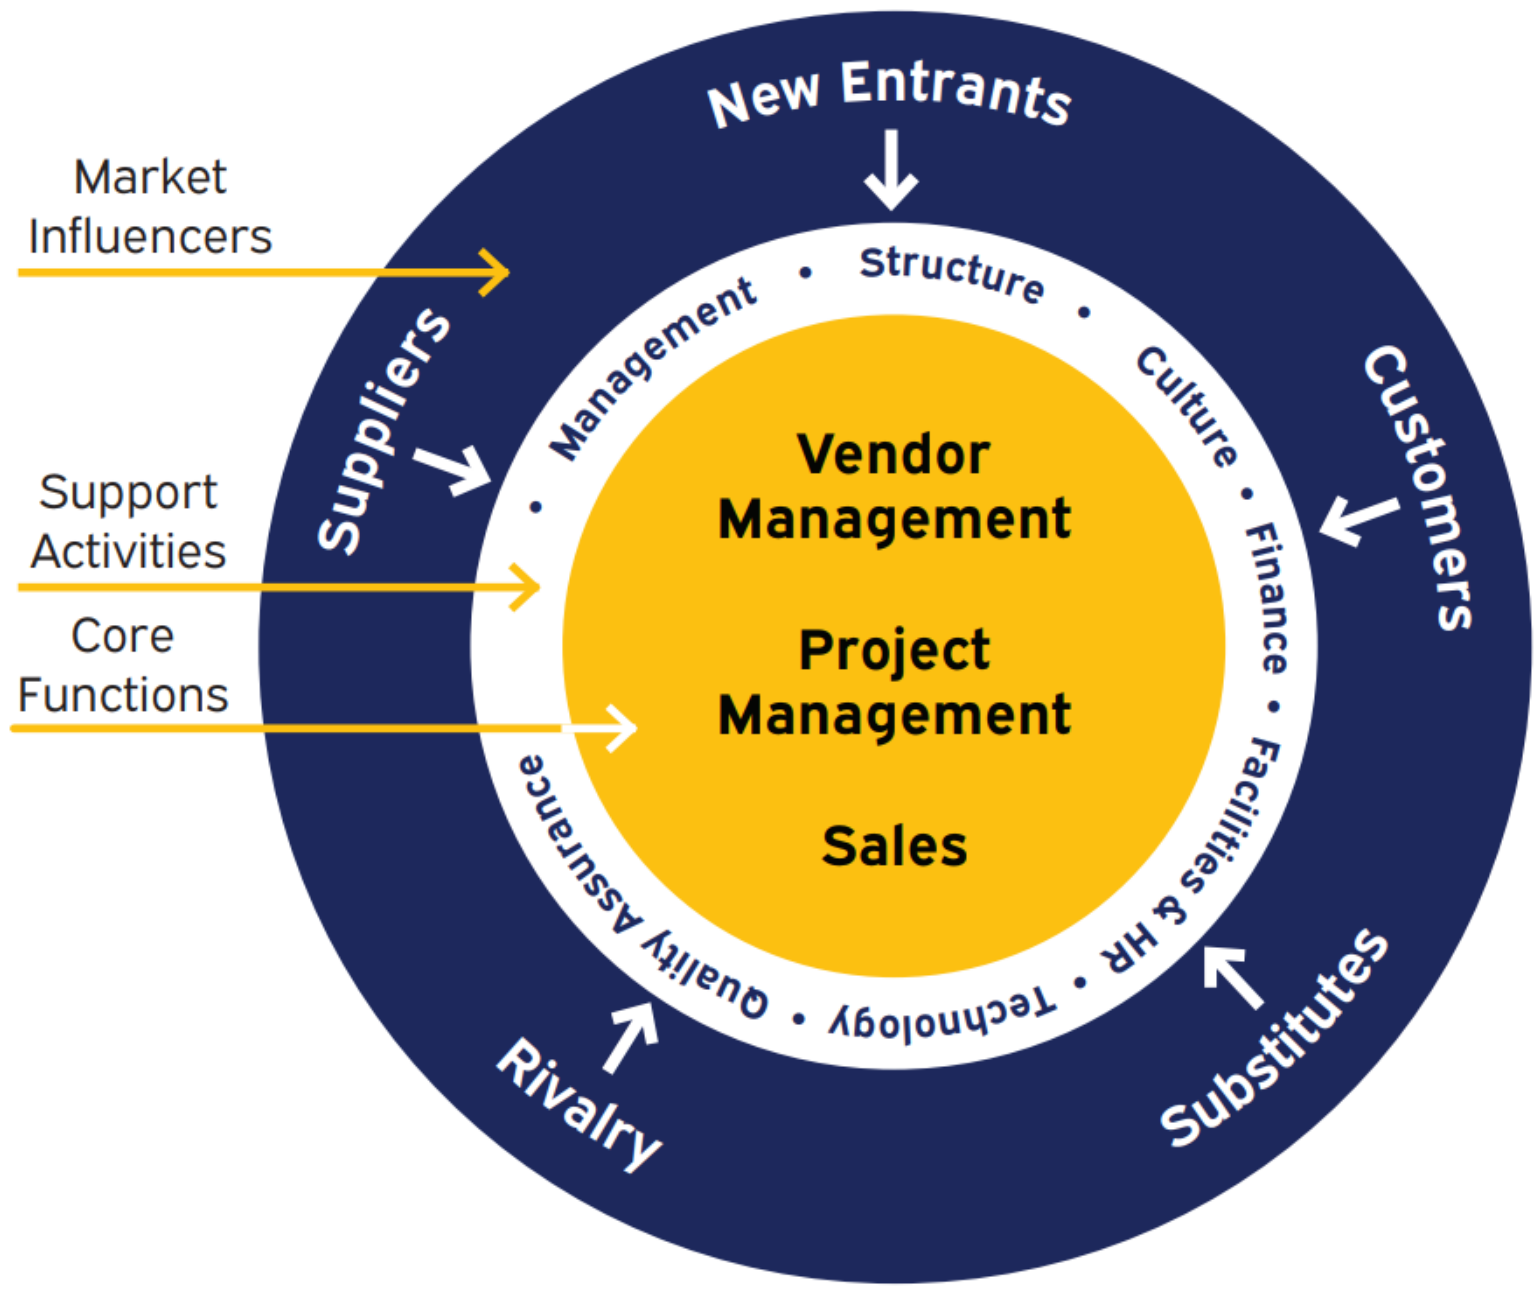 New Entrants
Market
Influencers
Suppliers
Customers
Support
Activities
Core
Functions
Rivalry
Substitutes
• Management • Structure • Culture • Finance • Facilities & HR • Technology • Quality Assurance
Vendor
Management
Project
Management
Sales